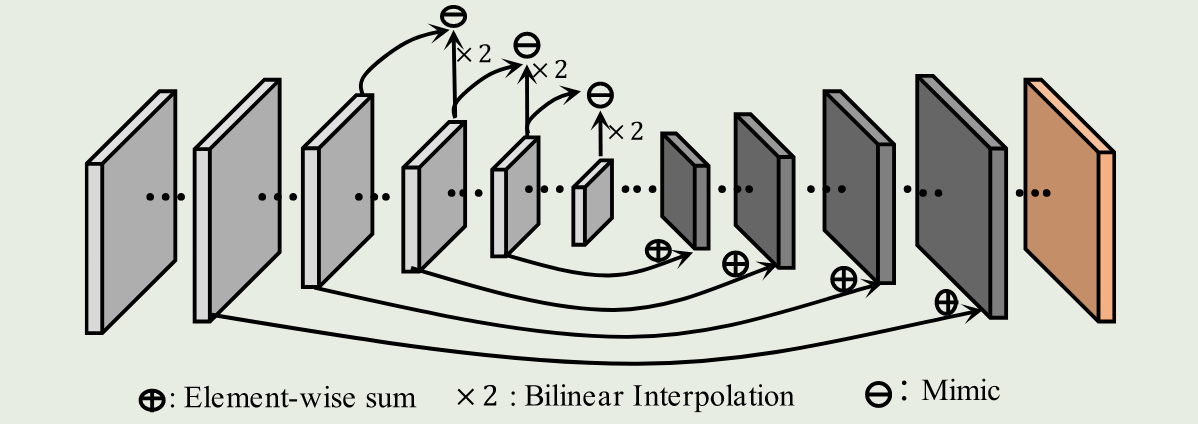 × 2
× 2
× 2
⊕: Element-wise sum × 2 : Bilinear Interpolation ⊖: Mimic